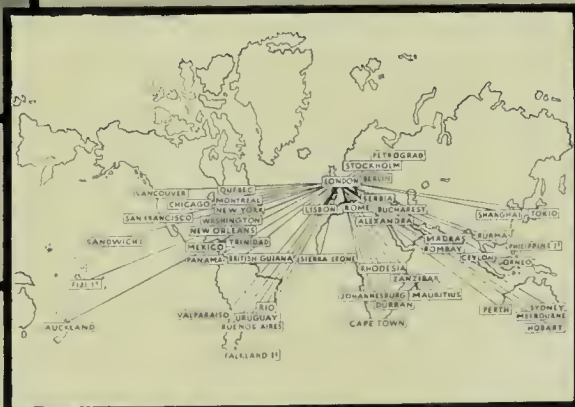 PETROGRAD
STOCKHOLM
LONDON
BERLIN
VANCOUVER
QUEBEC
CHICAGO
MONTREAL
NEW YORK
SAN FRANCISCO
WASHINGTON
NEW ORLEANS
LISBON
ROME
SERBIA
BUCHAREST
ALEXANDRA
SHANGHAI
TOKIO
SANDWICH I
MEXICO
TRINIDAD
PANAMA
BRITISH GUIANA
SIERRA LEONE
MADRAS
BOMBAY
BURMA
CEYLON
PHILIPPINE Iˢ
BORNEO
RHODESIA
ZANZIBAR
FIJI Iˢ
JOHANNESBURG
MAURITIUS
DURBAN
RIO
VALPARAISO
URUGUAY
BUENOS AIRES
AUCKLAND
CAPE TOWN
PERTH
SYDNEY
MELBOURNE
HOBART
FALKLAND Iˢ